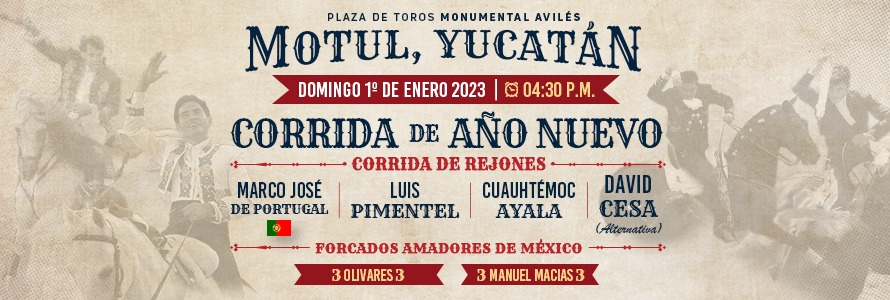 PLAZA DE TOROS MONUMENTAL AVILÉS
MOTUL, YUCATÁN
DOMINGO 1º DE ENERO 2023 | 04:30 P.M.
CORRIDA DE AÑO NUEVO
CORRIDA DE REJONES
MARCO JOSÉ
DE PORTUGAL
LUIS
PIMENTEL
CUAUHTÉMOC
AYALA
DAVID
CESA
(Alternativa)
FORCADOS AMADORES DE MÉXICO
3 OLIVARES 3
3 MANUEL MACIAS 3